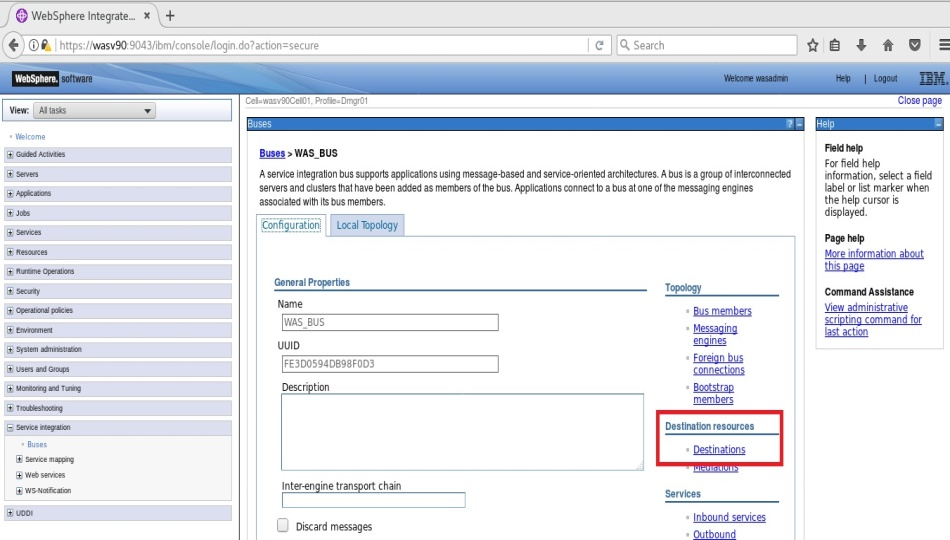 WebSphere Integrate...
https://wasv90:9043/ibm/console/login.do?action=secure
Search
WebSphere. software
Welcome wasadmin
Help
Logout
IBM.
View: All tasks
Cell=wasv90Cell01, Profile=Dmgr01
Close page
Welcome
Guided Activities
Servers
Applications
Jobs
Services
Resources
Runtime Operations
Security
Operational policies
Environment
System administration
Users and Groups
Monitoring and Tuning
Troubleshooting
Service integration
Buses
Service mapping
Web services
WS-Notification
UDDI
Buses
Buses > WAS_BUS
A service integration bus supports applications using message-based and service-oriented architectures. A bus is a group of interconnected
servers and clusters that have been added as members of the bus. Applications connect to a bus at one of the messaging engines
associated with its bus members.
Configuration
Local Topology
General Properties
Name
WAS_BUS
UUID
FE3D0594DB98F0D3
Description
Inter-engine transport chain
Discard messages
Topology
Bus members
Messaging
engines
Foreign bus
connections
Bootstrap
members
Destination resources
Destinations
Mediations
Services
Inbound services
Outbound
Help
Field help
For field help
information, select a field
label or list marker when
the help cursor is
displayed.
Page help
More information about
this page
Command Assistance
View administrative
scripting command for
last action